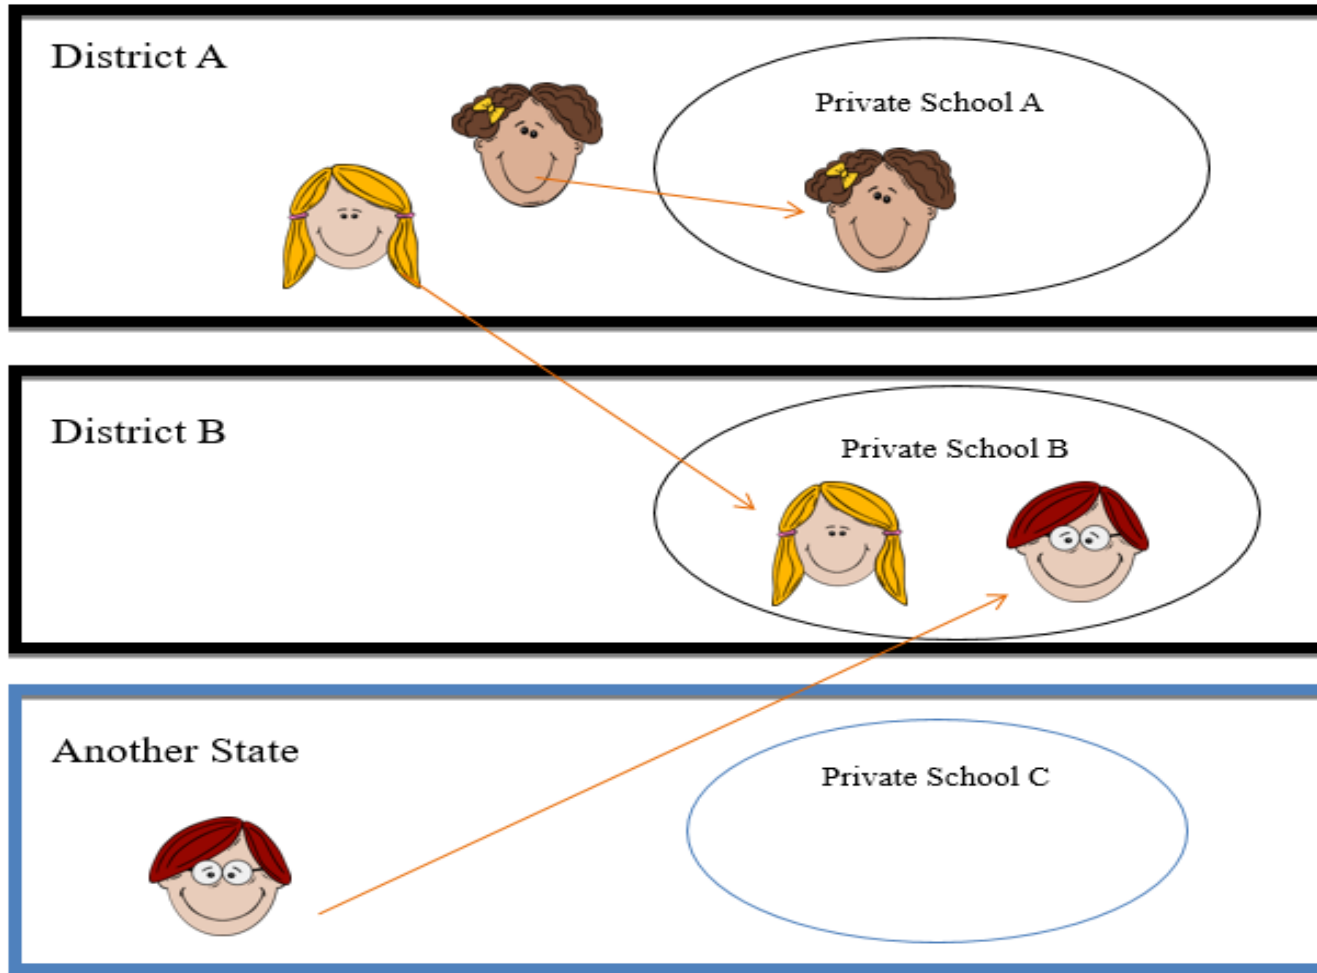 District A
Private School A
District B
Private School B
Another State
Private School C